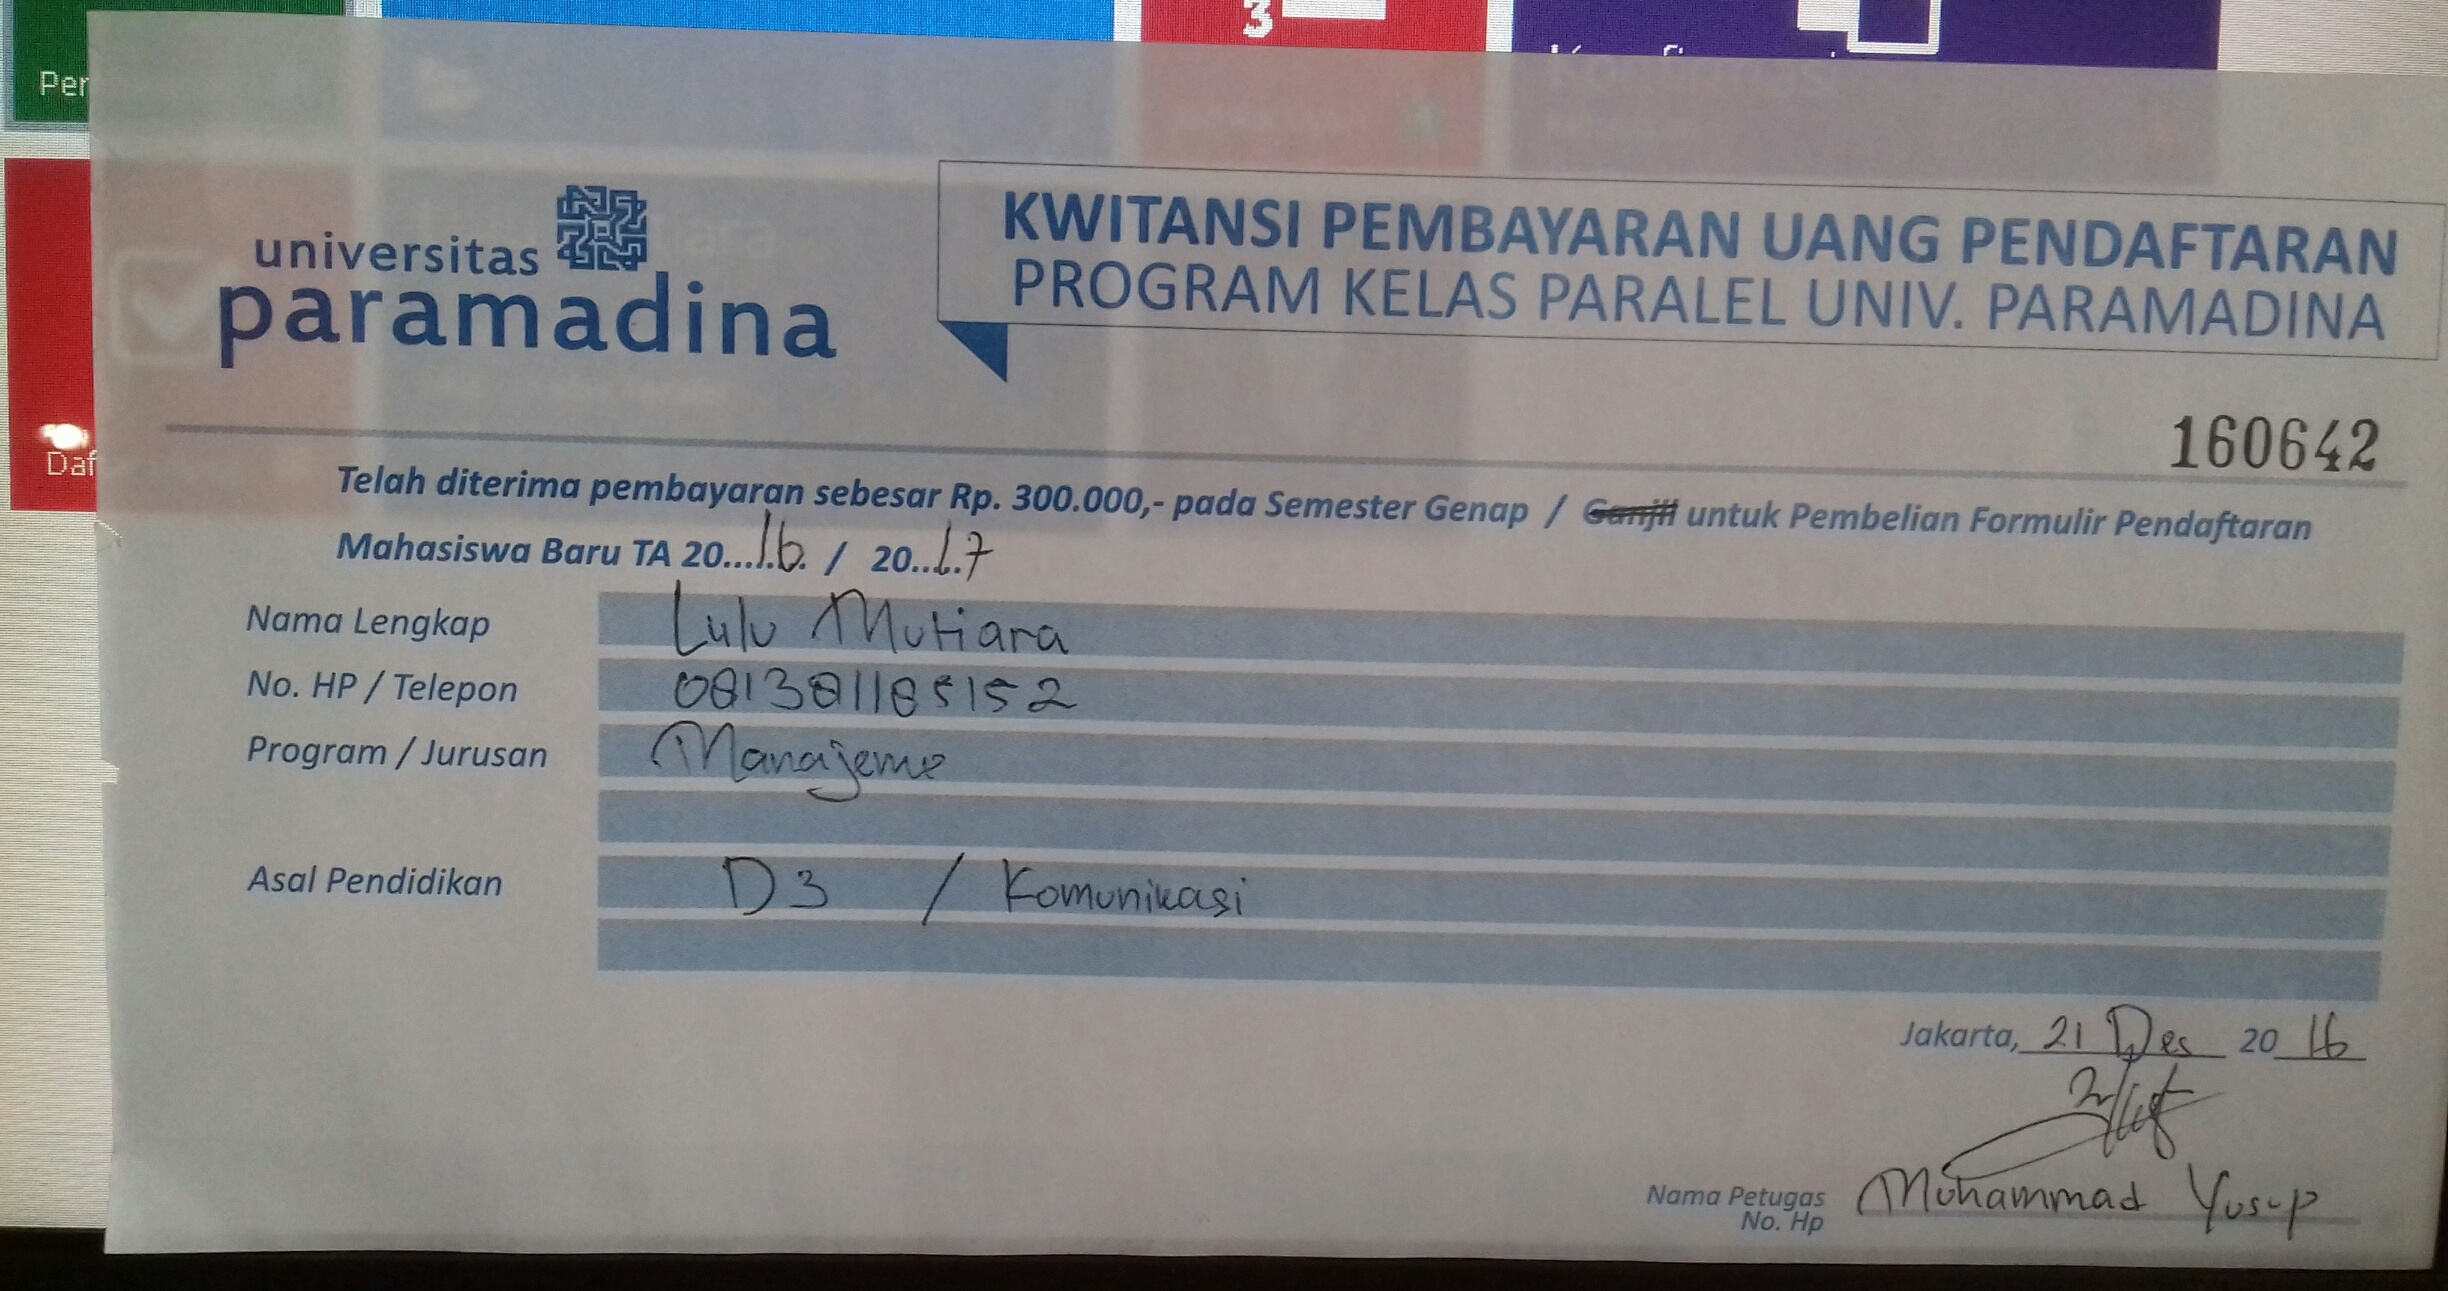 3
Per
universitas
paramadina
KWITANSI PEMBAYARAN UANG PENDAFTARAN
PROGRAM KELAS PARALEL UNIV. PARAMADINA
160642
Daf
Telah diterima pembayaran sebesar Rp. 300.000,- pada Semester Genap / Ganjil untuk Pembelian Formulir Pendaftaran
Mahasiswa Baru TA 20...16. / 20..17
Nama Lengkap Lulu Mutiara
No. HP / Telepon 081381185152
Program / Jurusan Manajeme
Asal Pendidikan D3 / Komunikasi
Jakarta, 21 Des 20 16
Nama Petugas Mohammad Yusup
No. Hp